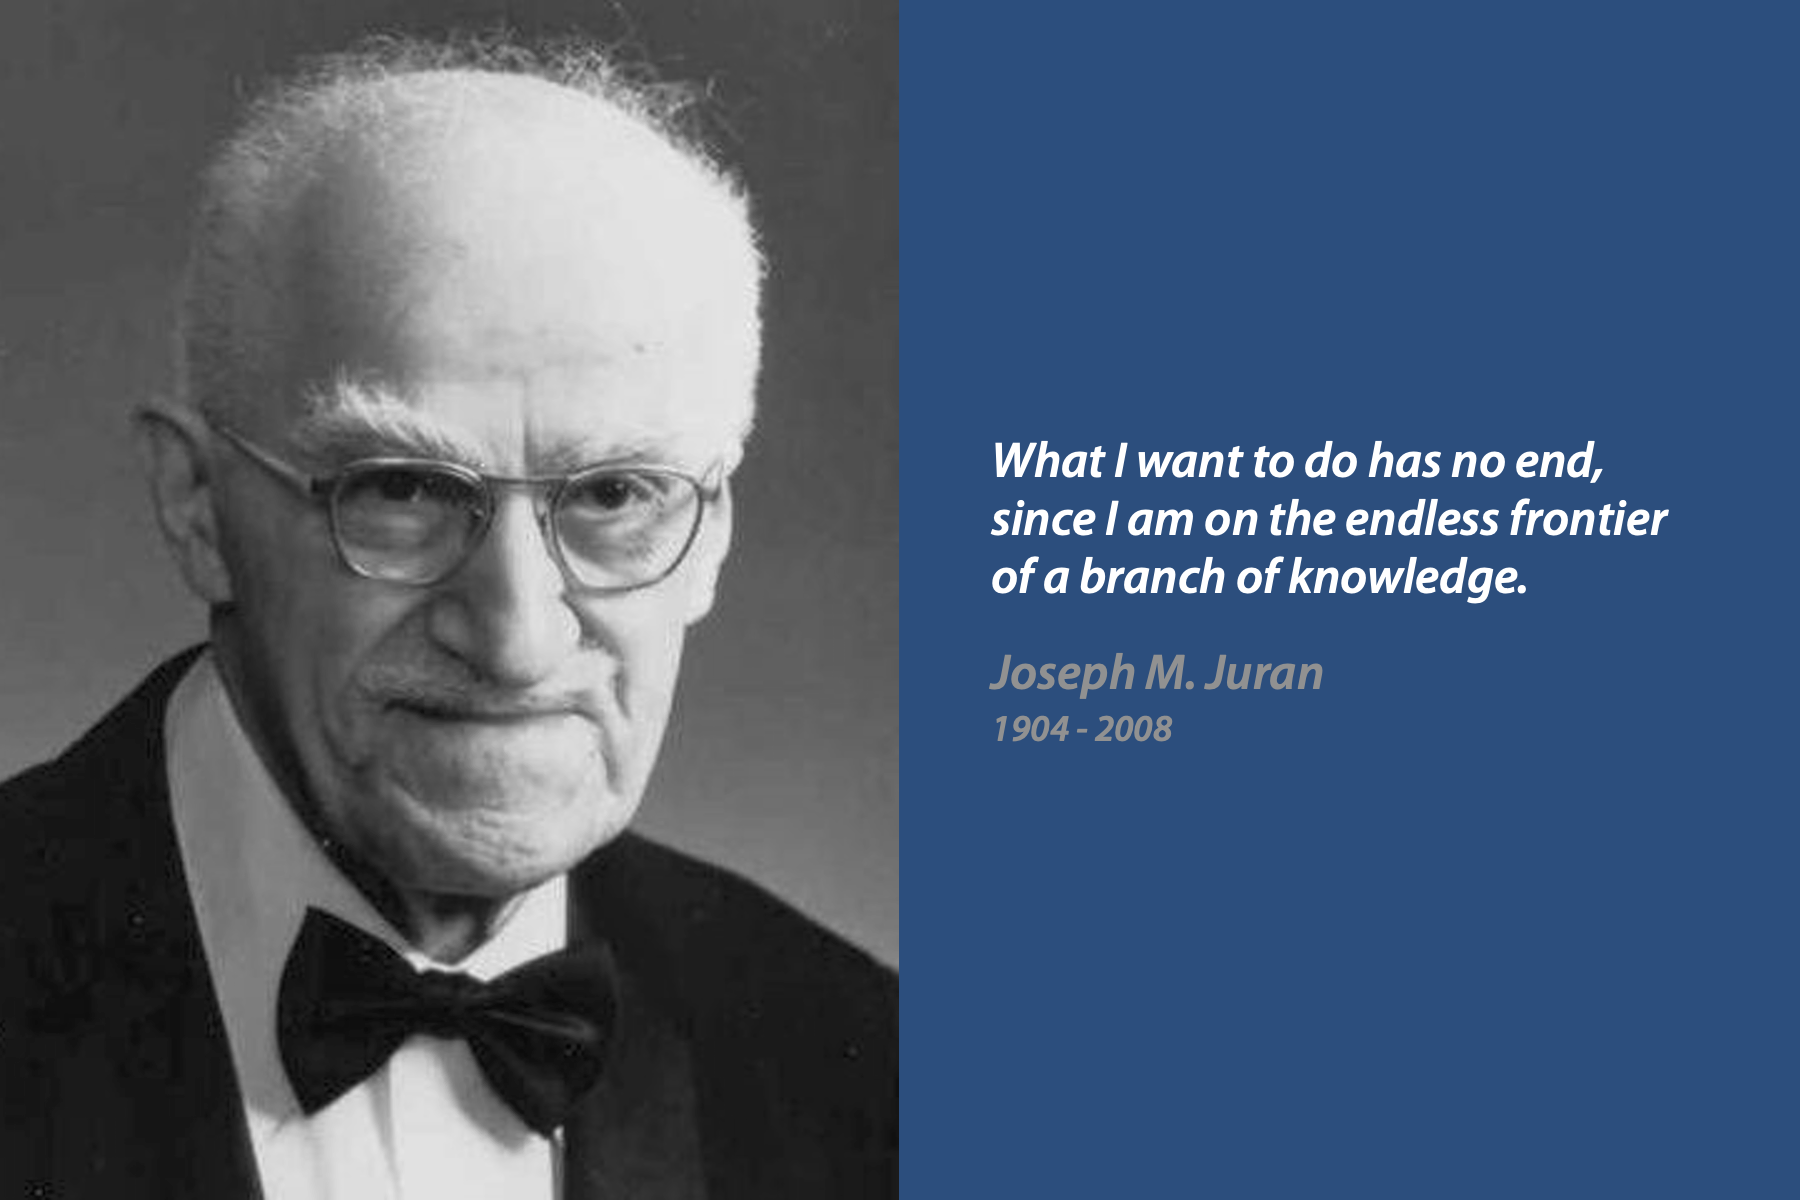 What I want to do has no end,
since I am on the endless frontier
of a branch of knowledge.
Joseph M. Juran
1904 - 2008